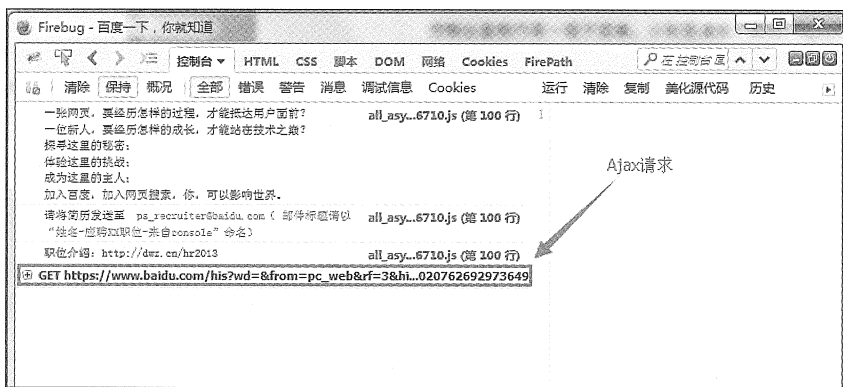 Firebug - 百度一下，你就知道
控制台 HTML CSS 脚本 DOM 网络 Cookies FirePath
清除 保持 概况 全部 错误 警告 消息 调试信息 Cookies 运行 清除 复制 美化源代码 历史
一张网页，要经历怎样的过程，才能抵达用户面前？ all_asy...6710.js (第 100 行) 1
一位新人，要经历怎样的成长，才能站在技术之巅？
探寻这里的秘密；
体验这里的挑战；
成为这里的主人；
加入百度，加入网页搜索，你，可以影响世界。
Ajax请求
请将简历发送至 ps_recruiter@baidu.com（ 邮件标题请以 all_asy...6710.js (第 100 行)
“姓名-应聘XX职位-来自console”命名）
职位介绍：http://dwz.cn/hr2013 all_asy...6710.js (第 100 行)
GET https://www.baidu.com/his?wd=&from=pc_web&rf=3&hi...020762692973649